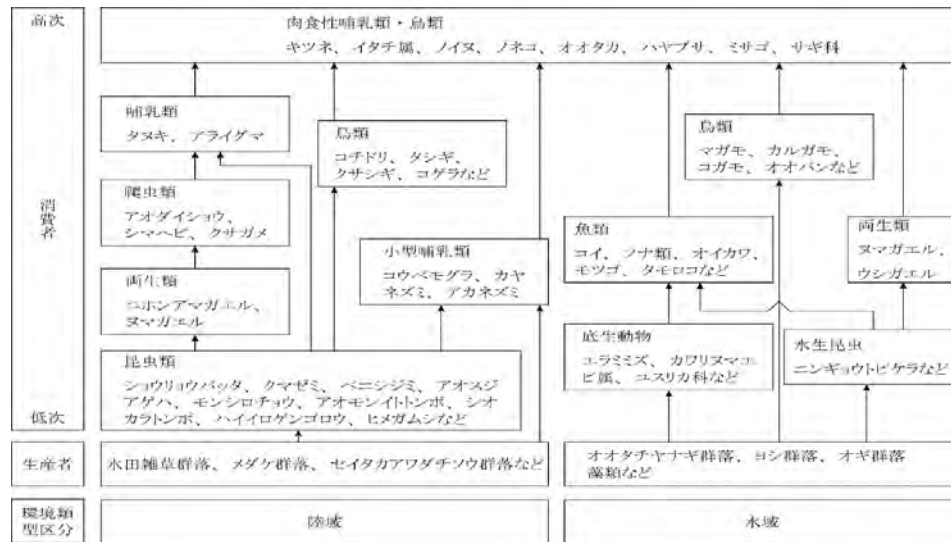 高次
消費者
低次
生産者
環境類
型区分
肉食性哺乳類・鳥類
キツネ、イタチ属、ノイヌ、ノネコ、オオタカ、ハヤブサ、ミサゴ、サギ科
哺乳類
タヌキ、アライグマ
鳥類
コチドリ、タシギ、
クサシギ、コゲラなど
鳥類
マガモ、カルガモ、
コガモ、オオバンなど
爬虫類
アオダイショウ、
シマヘビ、クサガメ
小型哺乳類
コウベモグラ、カヤ
ネズミ、アカネズミ
魚類
コイ、フナ類、オイカワ、
モツゴ、タモロコなど
両生類
ヌマガエル、
ウシガエル
両生類
ニホンアマガエル、
ヌマガエル
底生動物
エラミミズ、カワリヌマエ
ビ属、ユスリカ科など
水生昆虫
ニンギョウトビケラなど
昆虫類
ショウリョウバッタ、クマゼミ、ベニシジミ、アオスジ
アゲハ、モンシロチョウ、アオモンイトトンボ、シオ
カラトンボ、ハイイロゲンゴロウ、ヒメガムシなど
水田雑草群落、メダケ群落、セイタカアワダチソウ群落など
オオタチヤナギ群落、ヨシ群落、オギ群落
藻類など
陸域
水域